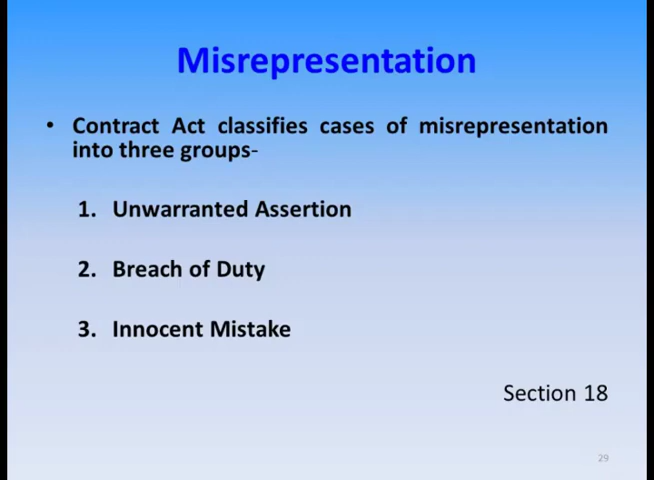 Misrepresentation
• Contract Act classifies cases of misrepresentation
into three groups-
1. Unwarranted Assertion
2. Breach of Duty
3. Innocent Mistake
Section 18
29